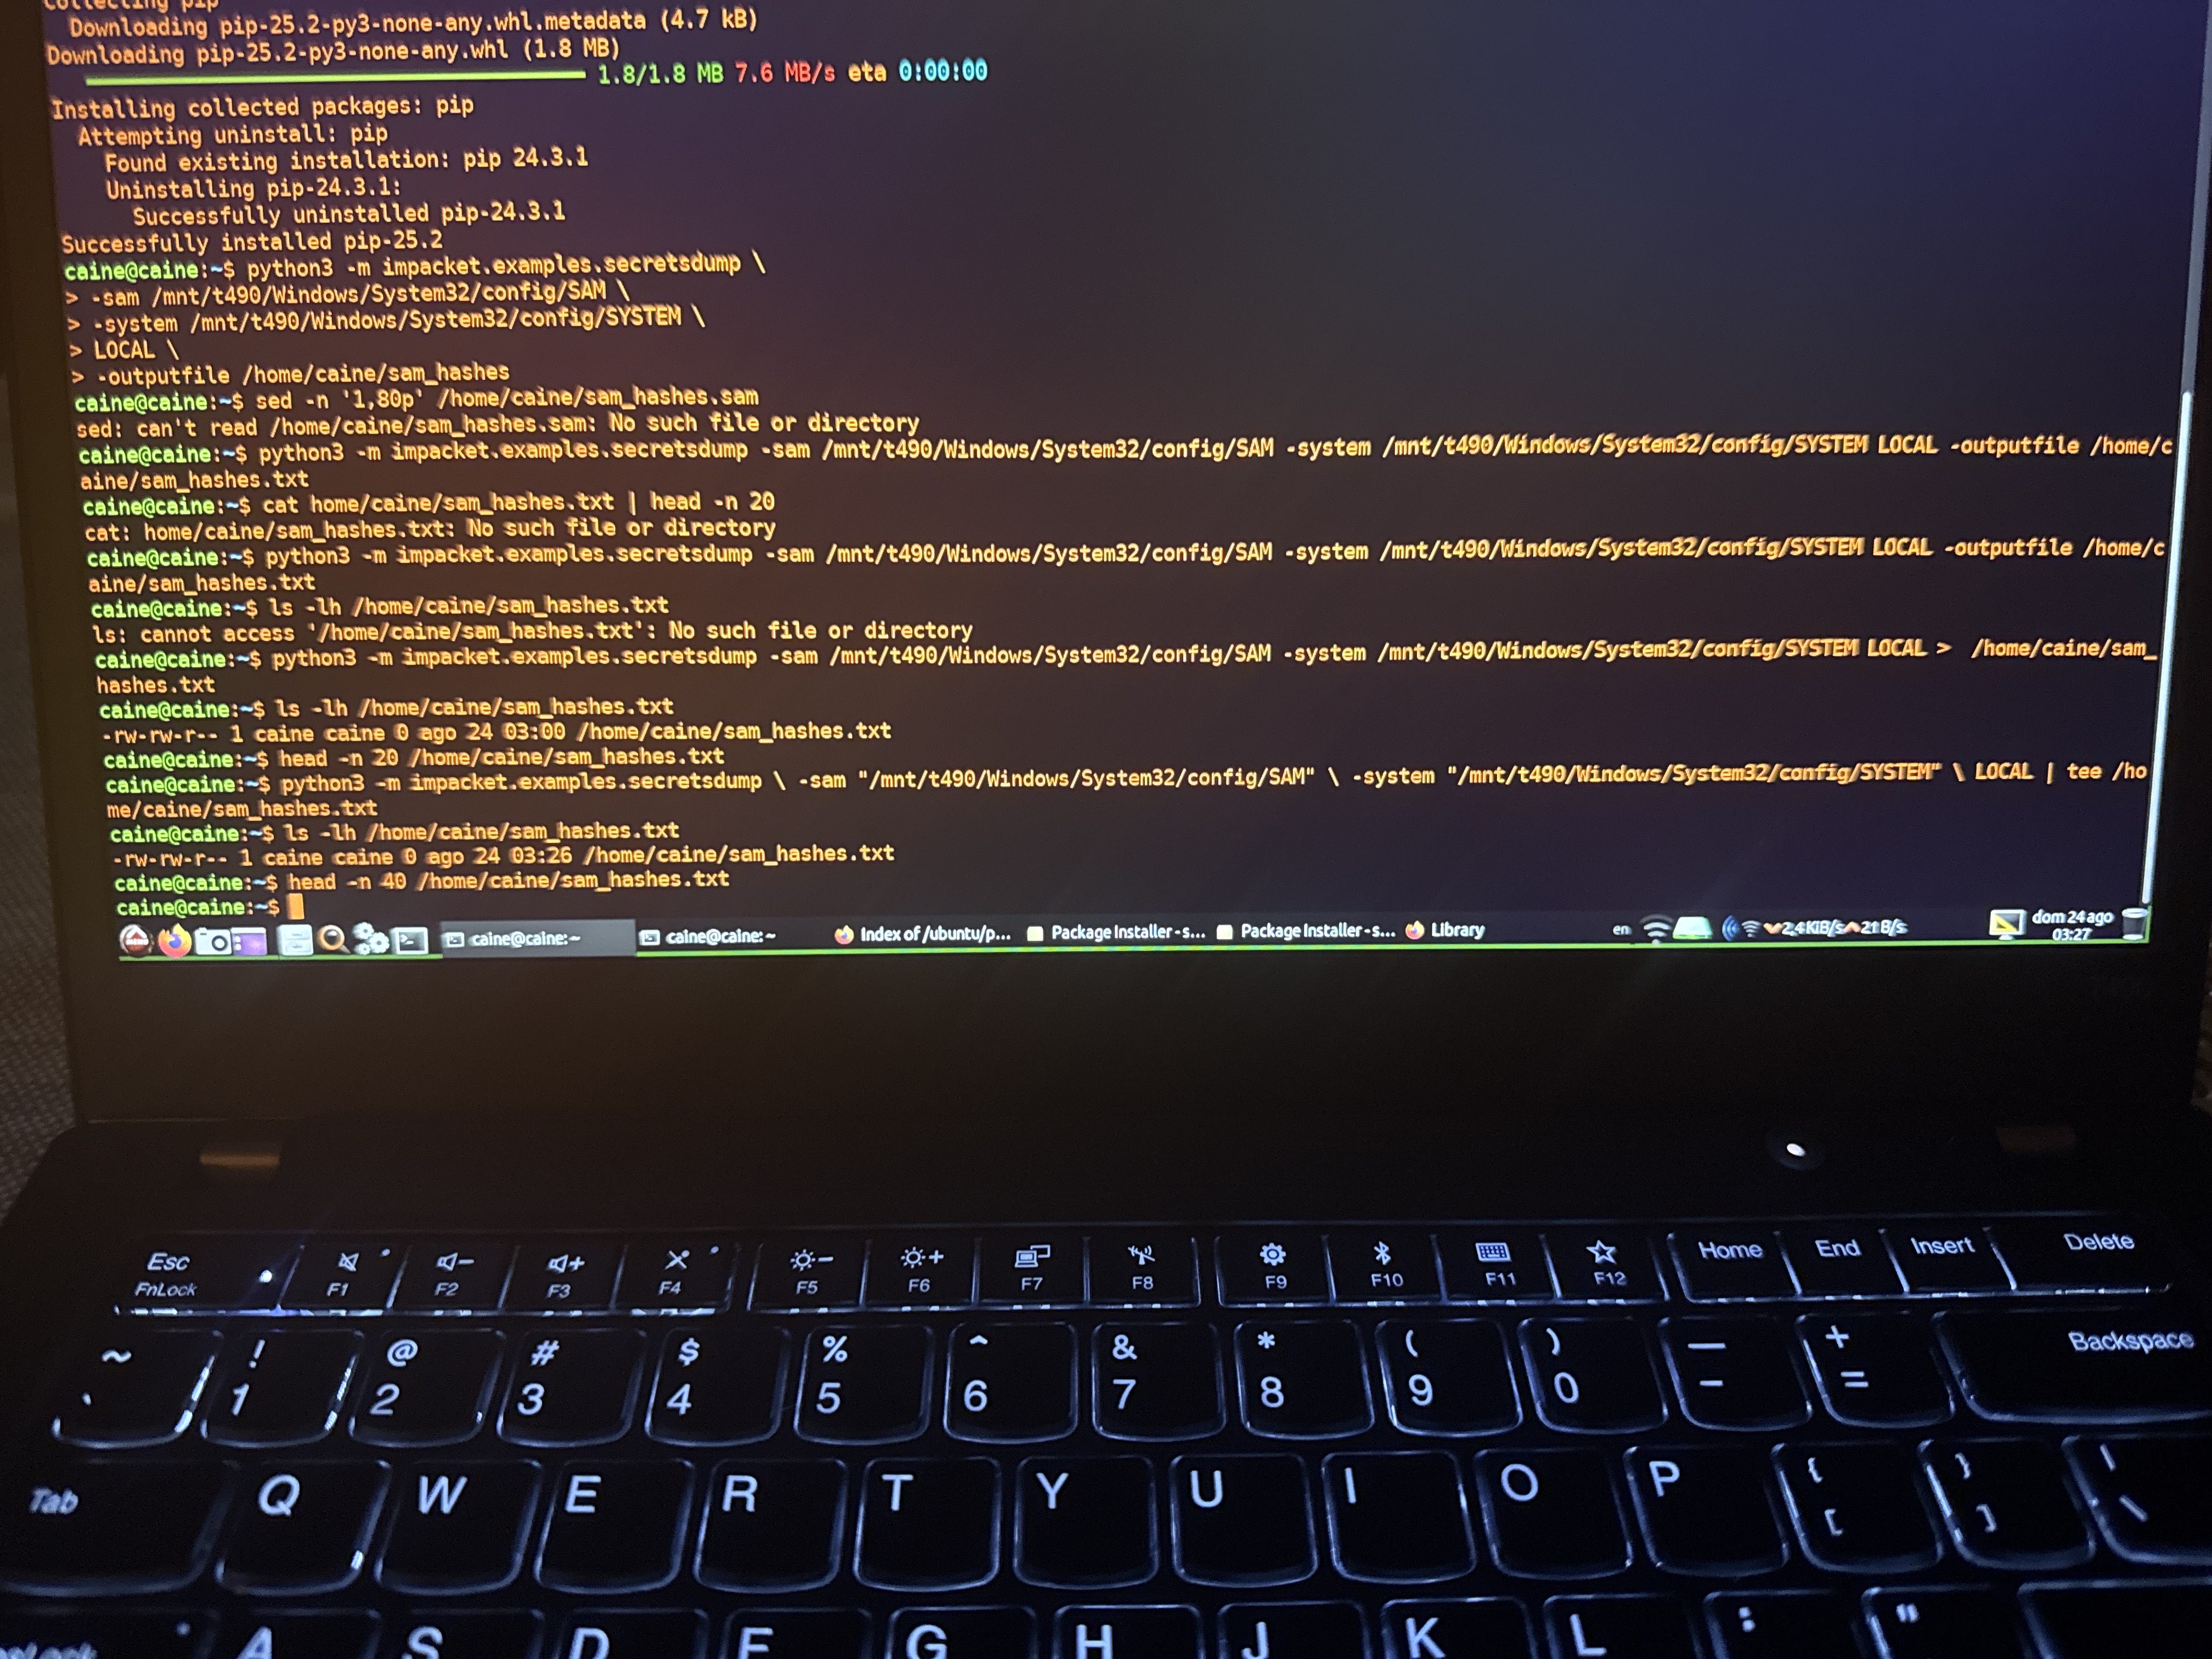 Collecting pip
Downloading pip-25.2-py3-none-any.whl.metadata (4.7 kB)
Downloading pip-25.2-py3-none-any.whl (1.8 MB)
1.8/1.8 MB 7.6 MB/s eta 0:00:00
Installing collected packages: pip
Attempting uninstall: pip
Found existing installation: pip 24.3.1
Uninstalling pip-24.3.1:
Successfully uninstalled pip-24.3.1
Successfully installed pip-25.2
caine@caine:~$ python3 -m impacket.examples.secretsdump \
> -sam /mnt/t490/Windows/System32/config/SAM \
> -system /mnt/t490/Windows/System32/config/SYSTEM \
> LOCAL \
> -outputfile /home/caine/sam_hashes
caine@caine:~$ sed -n '1,80p' /home/caine/sam_hashes.sam
sed: can't read /home/caine/sam_hashes.sam: No such file or directory
caine@caine:~$ python3 -m impacket.examples.secretsdump -sam /mnt/t490/Windows/System32/config/SAM -system /mnt/t490/Windows/System32/config/SYSTEM LOCAL -outputfile /home/c
aine/sam_hashes.txt
caine@caine:~$ cat home/caine/sam_hashes.txt | head -n 20
cat: home/caine/sam_hashes.txt: No such file or directory
caine@caine:~$ python3 -m impacket.examples.secretsdump -sam /mnt/t490/Windows/System32/config/SAM -system /mnt/t490/Windows/System32/config/SYSTEM LOCAL -outputfile /home/c
aine/sam_hashes.txt
caine@caine:~$ ls -lh /home/caine/sam_hashes.txt
ls: cannot access '/home/caine/sam_hashes.txt': No such file or directory
caine@caine:~$ python3 -m impacket.examples.secretsdump -sam /mnt/t490/Windows/System32/config/SAM -system /mnt/t490/Windows/System32/config/SYSTEM LOCAL > /home/caine/sam_
hashes.txt
caine@caine:~$ ls -lh /home/caine/sam_hashes.txt
-rw-rw-r-- 1 caine caine 0 ago 24 03:00 /home/caine/sam_hashes.txt
caine@caine:~$ head -n 20 /home/caine/sam_hashes.txt
caine@caine:~$ python3 -m impacket.examples.secretsdump \ -sam "/mnt/t490/Windows/System32/config/SAM" \ -system "/mnt/t490/Windows/System32/config/SYSTEM" \ LOCAL | tee /ho
me/caine/sam_hashes.txt
caine@caine:~$ ls -lh /home/caine/sam_hashes.txt
-rw-rw-r-- 1 caine caine 0 ago 24 03:26 /home/caine/sam_hashes.txt
caine@caine:~$ head -n 40 /home/caine/sam_hashes.txt
caine@caine:~$
caine@caine: ~ caine@caine: ~ Index of /ubuntu/p... Package Installer - s... Package Installer - s... Library en 2,4KiB/s 21B/s dom 24 ago
03:27
Esc Home End Insert Delete
FnLock F1 F2 F3 F4 F5 F6 F7 F8 F9 F10 F11 F12
~ ! @ # $ % ^ & * ( ) — + Backspace
` 1 2 3 4 5 6 7 8 9 0 - =
Tab Q W E R T Y U I O P { } |
[ ] \
A S D F G H J K L : "